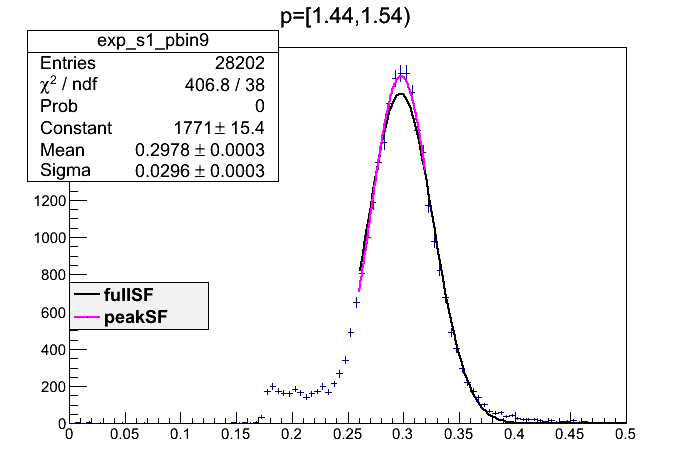 p=[1.44,1.54)
exp_s1_pbin9
Entries 28202
χ² / ndf 406.8 / 38
Prob 0
Constant 1771 ± 15.4
Mean 0.2978 ± 0.0003
Sigma 0.0296 ± 0.0003
1200
1000
800
fullSF
peakSF
600
400
200
0
0 0.05 0.1 0.15 0.2 0.25 0.3 0.35 0.4 0.45 0.5